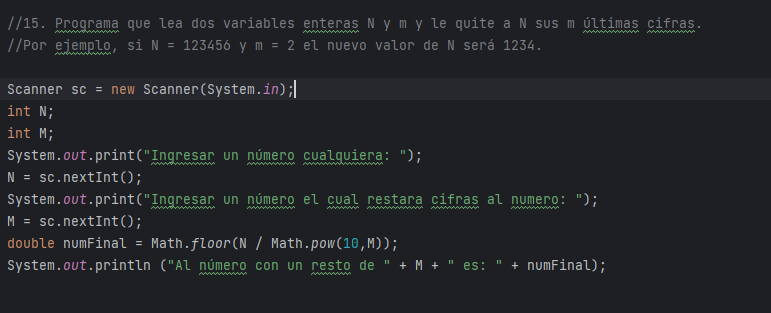 //15. Programa que lea dos variables enteras N y m y le quite a N sus m últimas cifras.
//Por ejemplo, si N = 123456 y m = 2 el nuevo valor de N será 1234.
Scanner sc = new Scanner(System.in);
int N;
int M;
System.out.print("Ingresar un número cualquiera: ");
N = sc.nextInt();
System.out.print("Ingresar un número el cual restara cifras al numero: ");
M = sc.nextInt();
double numFinal = Math.floor(N / Math.pow(10,M));
System.out.println ("Al número con un resto de " + M + " es: " + numFinal);